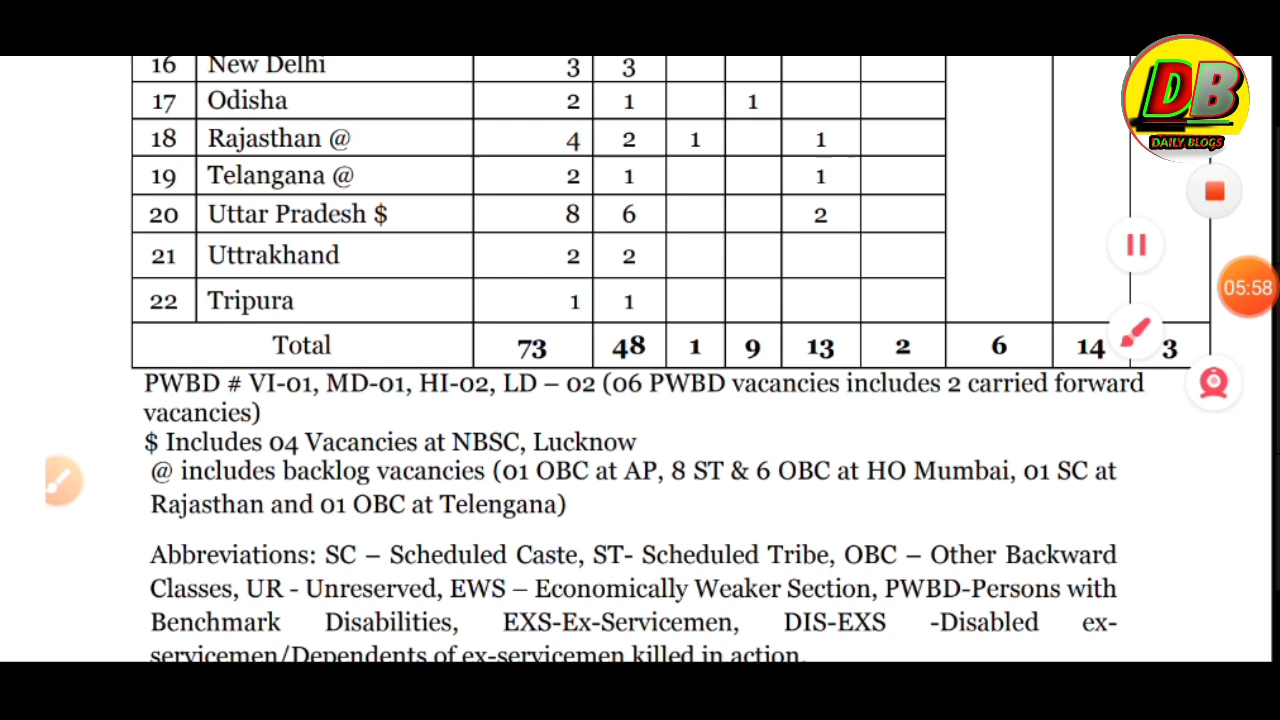 16 New Delhi 3 3
17 Odisha 2 1 1
18 Rajasthan @ 4 2 1 1
19 Telangana @ 2 1 1
20 Uttar Pradesh $ 8 6 2
21 Uttrakhand 2 2
22 Tripura 1 1
Total 73 48 1 9 13 2 6 14 3
PWBD # VI-01, MD-01, HI-02, LD – 02 (06 PWBD vacancies includes 2 carried forward
vacancies)
$ Includes 04 Vacancies at NBSC, Lucknow
@ includes backlog vacancies (01 OBC at AP, 8 ST & 6 OBC at HO Mumbai, 01 SC at
Rajasthan and 01 OBC at Telengana)
Abbreviations: SC – Scheduled Caste, ST- Scheduled Tribe, OBC – Other Backward
Classes, UR - Unreserved, EWS – Economically Weaker Section, PWBD-Persons with
Benchmark Disabilities, EXS-Ex-Servicemen, DIS-EXS -Disabled ex-
servicemen/Dependents of ex-servicemen killed in action.
DB
DAILY BLOGS
05:58